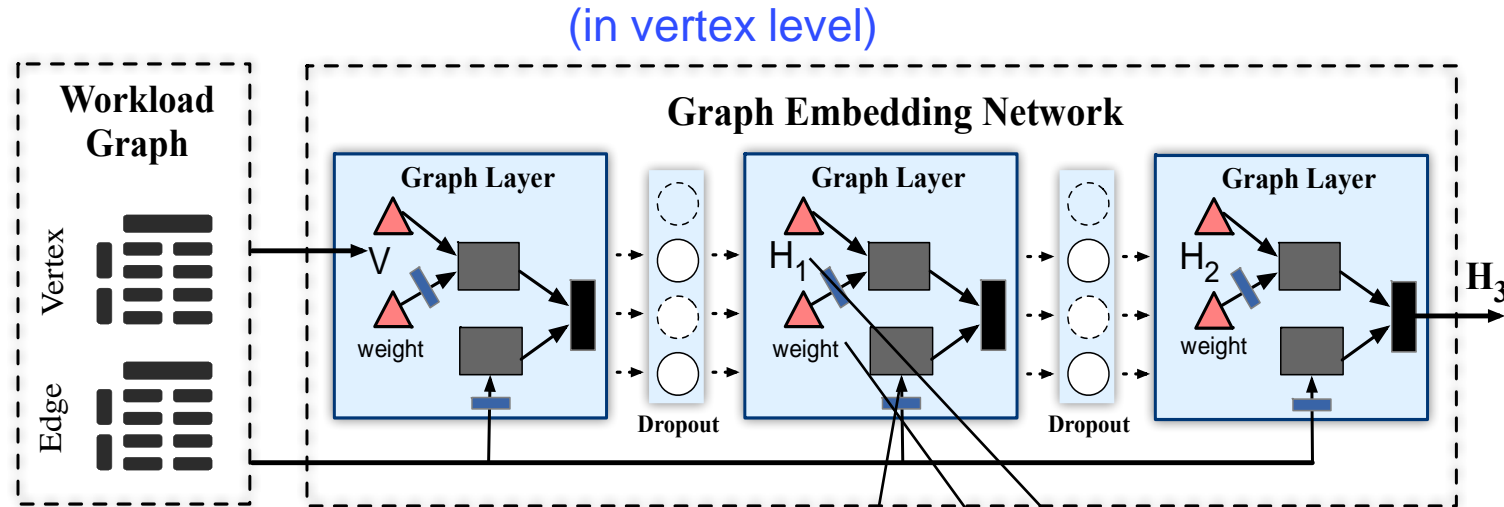 (in vertex level)
Workload
Graph
Vertex
Edge
Graph Embedding Network
Graph Layer
V
weight
Dropout
Graph Layer
H1
weight
Dropout
Graph Layer
H2
weight
H3